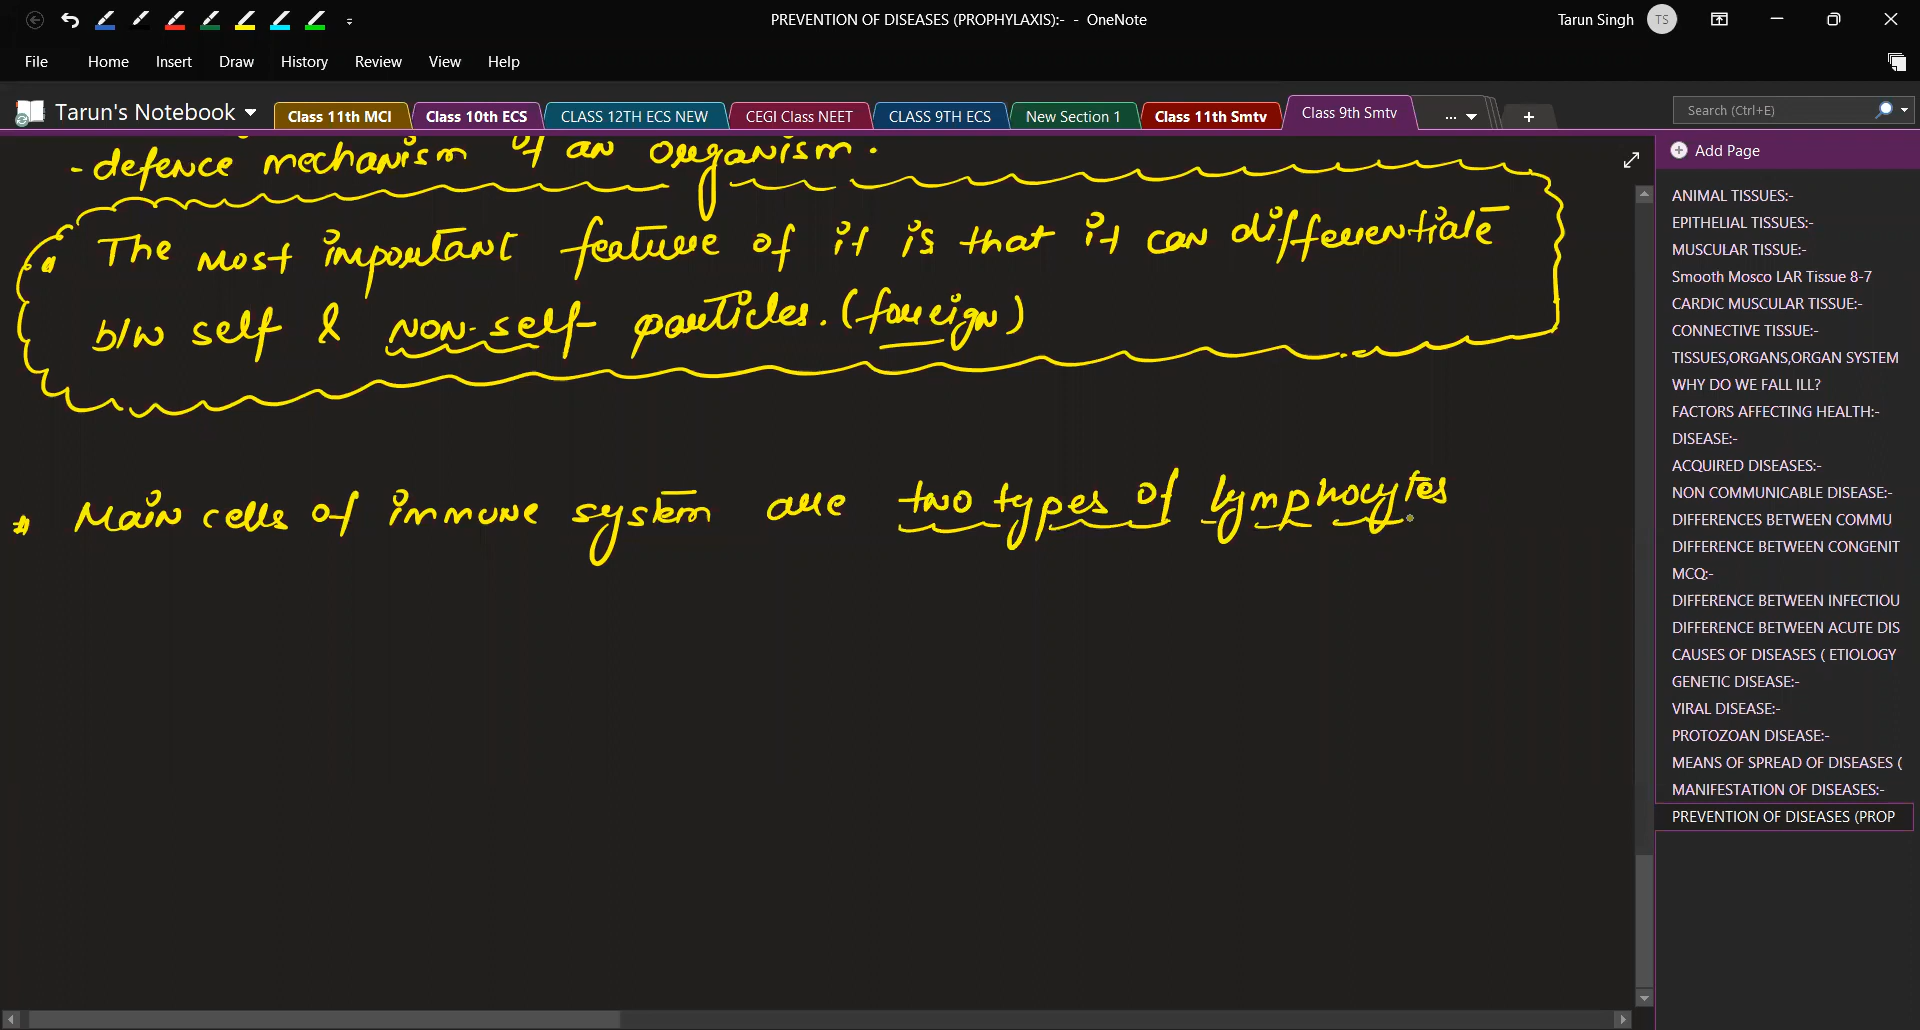 PREVENTION OF DISEASES (PROPHYLAXIS):- - OneNote
Tarun Singh TS
File Home Insert Draw History Review View Help
Tarun's Notebook Class 11th MCI Class 10th ECS CLASS 12TH ECS NEW CEGI Class NEET CLASS 9TH ECS New Section 1 Class 11th Smtv Class 9th Smtv ... +
Search (Ctrl+E)
- defence mechanism of an organism.
The most important feature of it is that it can differentiate
b/w self & non-self particles. (foreign)
Main cells of immune system are two types of lymphocytes
Add Page
ANIMAL TISSUES:-
EPITHELIAL TISSUES:-
MUSCULAR TISSUE:-
Smooth Mosco LAR Tissue 8-7
CARDIC MUSCULAR TISSUE:-
CONNECTIVE TISSUE:-
TISSUES,ORGANS,ORGAN SYSTEM
WHY DO WE FALL ILL?
FACTORS AFFECTING HEALTH:-
DISEASE:-
ACQUIRED DISEASES:-
NON COMMUNICABLE DISEASE:-
DIFFERENCES BETWEEN COMMU
DIFFERENCE BETWEEN CONGENIT
MCQ:-
DIFFERENCE BETWEEN INFECTIOU
DIFFERENCE BETWEEN ACUTE DIS
CAUSES OF DISEASES ( ETIOLOGY
GENETIC DISEASE:-
VIRAL DISEASE:-
PROTOZOAN DISEASE:-
MEANS OF SPREAD OF DISEASES (
MANIFESTATION OF DISEASES:-
PREVENTION OF DISEASES (PROP